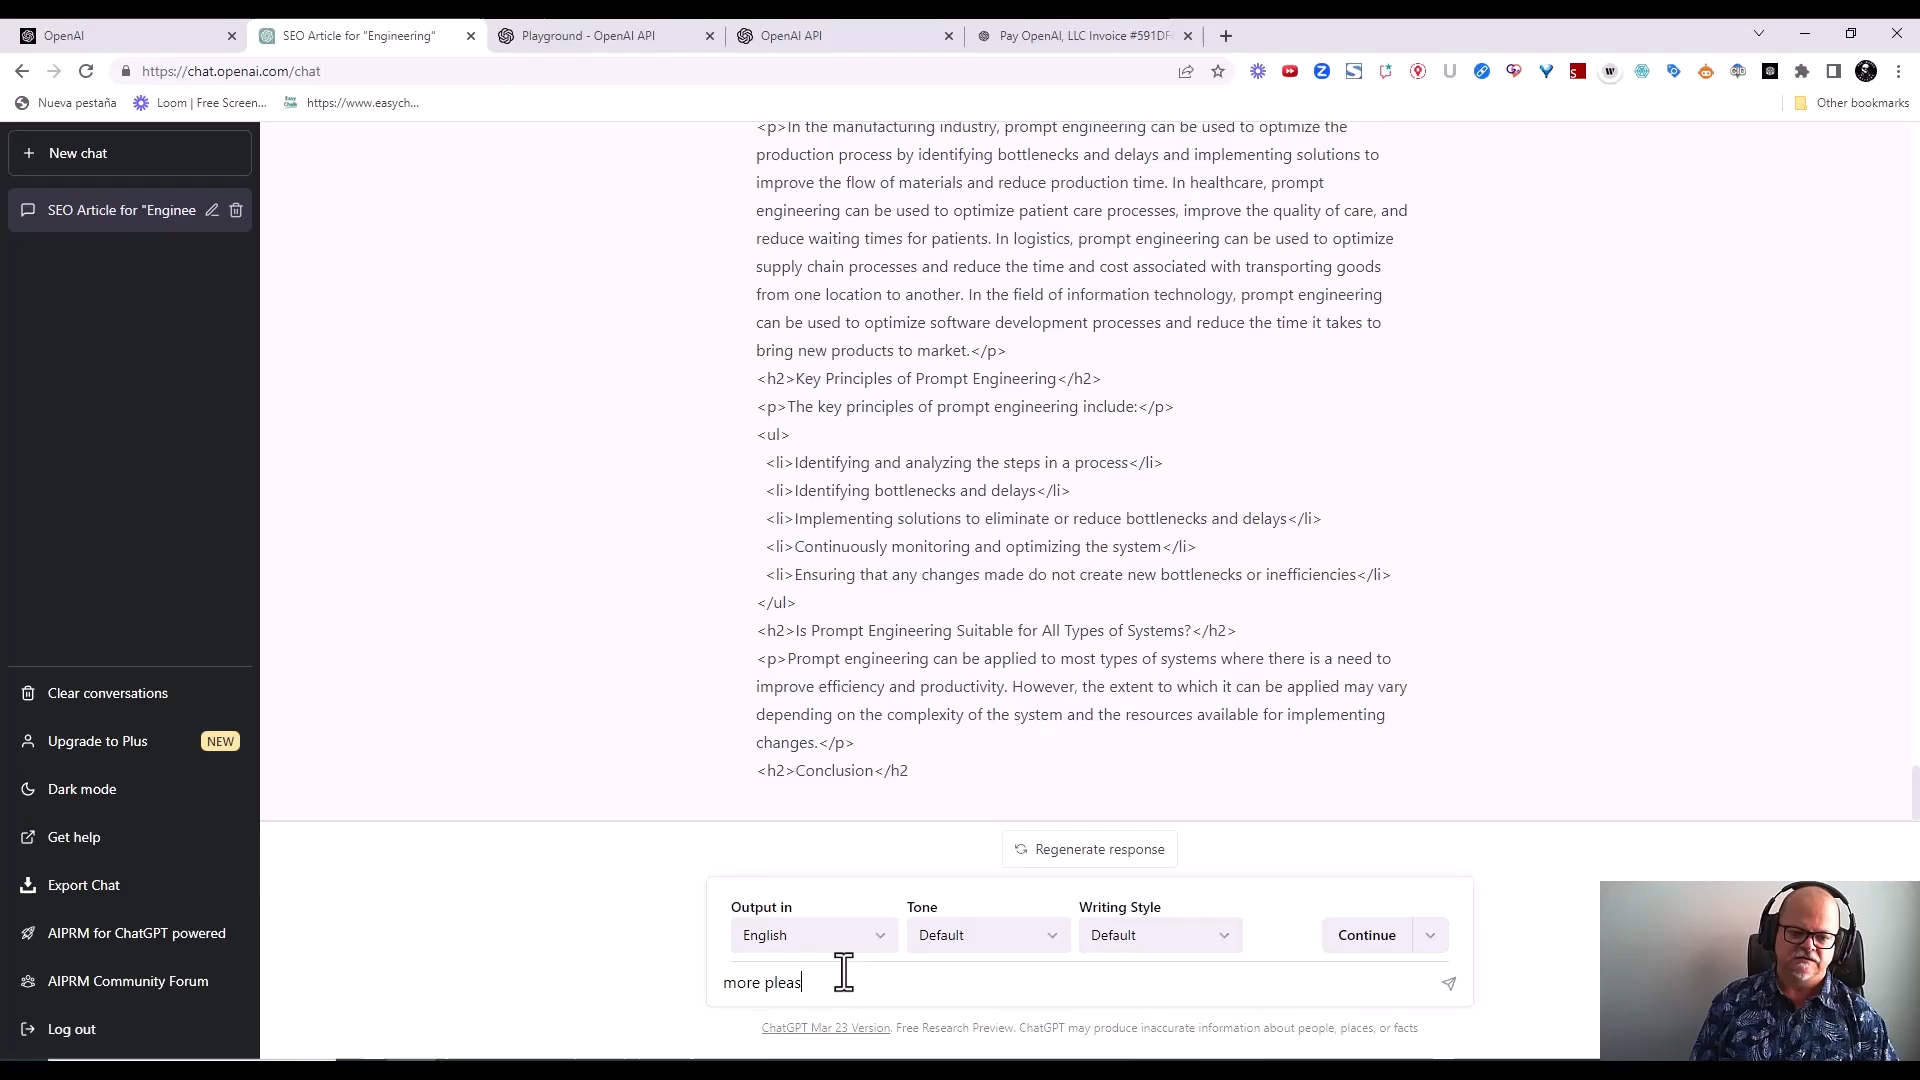 OpenAI
SEO Article for "Engineering"
Playground - OpenAI API
OpenAI API
Pay OpenAI, LLC Invoice #591DF
https://chat.openai.com/chat
Nueva pestaña
Loom | Free Screen...
https://www.easych...
Other bookmarks
New chat
SEO Article for "Enginee
Clear conversations
Upgrade to Plus
NEW
Dark mode
Get help
Export Chat
AIPRM for ChatGPT powered
AIPRM Community Forum
Log out
<p>In the manufacturing industry, prompt engineering can be used to optimize the
production process by identifying bottlenecks and delays and implementing solutions to
improve the flow of materials and reduce production time. In healthcare, prompt
engineering can be used to optimize patient care processes, improve the quality of care, and
reduce waiting times for patients. In logistics, prompt engineering can be used to optimize
supply chain processes and reduce the time and cost associated with transporting goods
from one location to another. In the field of information technology, prompt engineering
can be used to optimize software development processes and reduce the time it takes to
bring new products to market.</p>
<h2>Key Principles of Prompt Engineering</h2>
<p>The key principles of prompt engineering include:</p>
<ul>
<li>Identifying and analyzing the steps in a process</li>
<li>Identifying bottlenecks and delays</li>
<li>Implementing solutions to eliminate or reduce bottlenecks and delays</li>
<li>Continuously monitoring and optimizing the system</li>
<li>Ensuring that any changes made do not create new bottlenecks or inefficiencies</li>
</ul>
<h2>Is Prompt Engineering Suitable for All Types of Systems?</h2>
<p>Prompt engineering can be applied to most types of systems where there is a need to
improve efficiency and productivity. However, the extent to which it can be applied may vary
depending on the complexity of the system and the resources available for implementing
changes.</p>
<h2>Conclusion</h2
Regenerate response
Output in
Tone
Writing Style
English
Default
Default
Continue
more pleas
ChatGPT Mar 23 Version. Free Research Preview. ChatGPT may produce inaccurate information about people, places, or facts